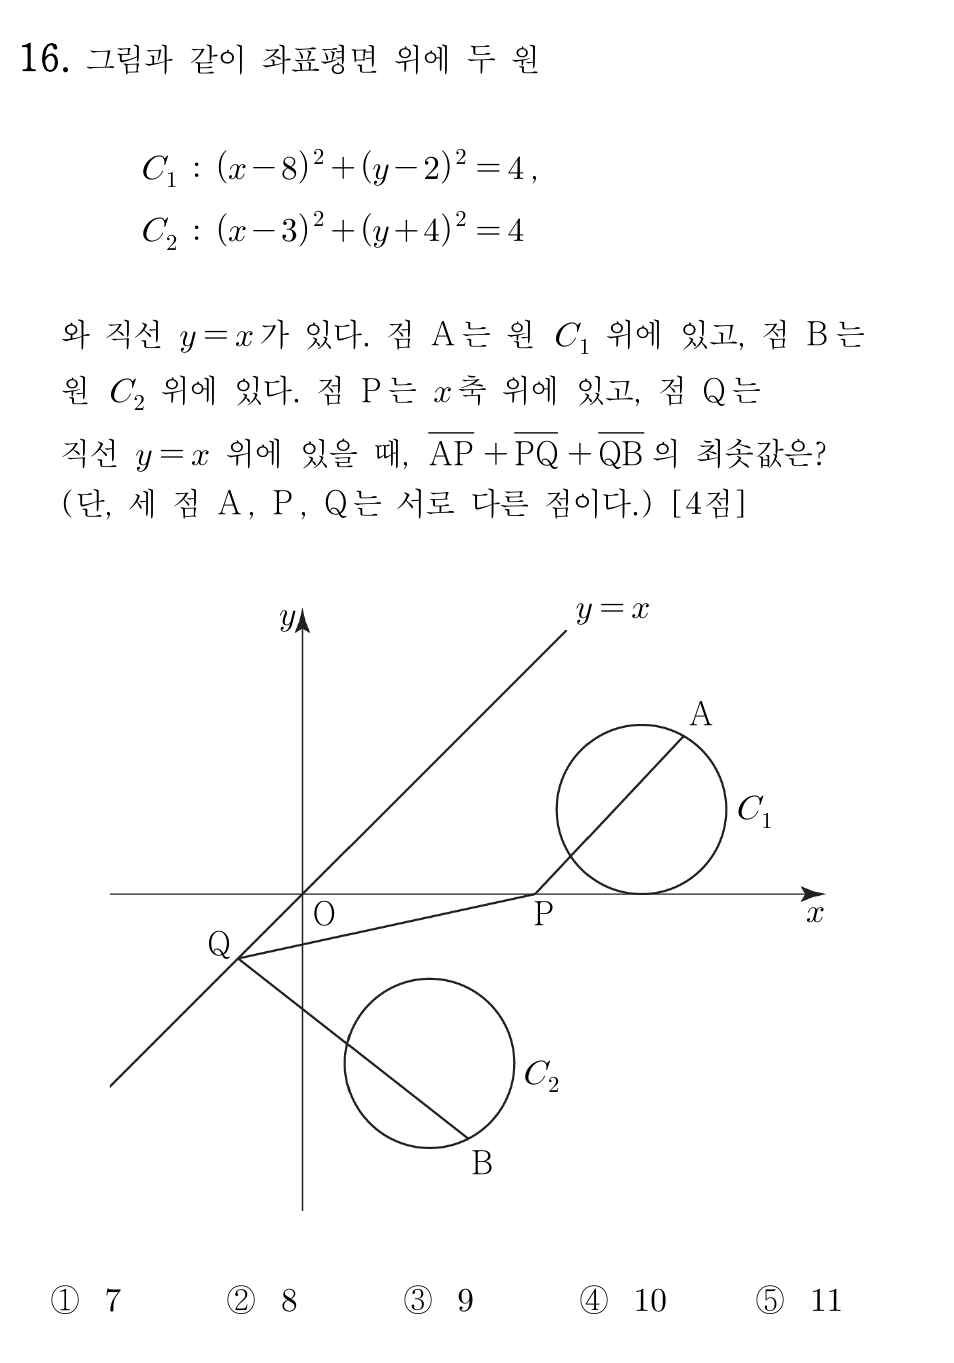 16. 그림과 같이 좌표평면 위에 두 원
C₁ : (x−8)²+(y−2)²=4,
C₂ : (x−3)²+(y+4)²=4
와 직선 y=x가 있다. 점 A는 원 C₁ 위에 있고, 점 B는
원 C₂ 위에 있다. 점 P는 x축 위에 있고, 점 Q는
직선 y=x 위에 있을 때, A̅P̅+P̅Q̅+Q̅B̅의 최솟값은?
(단, 세 점 A, P, Q는 서로 다른 점이다.) [4점]
y
y=x
A
C₁
O
P
x
Q
C₂
B
① 7 ② 8 ③ 9 ④ 10 ⑤ 11